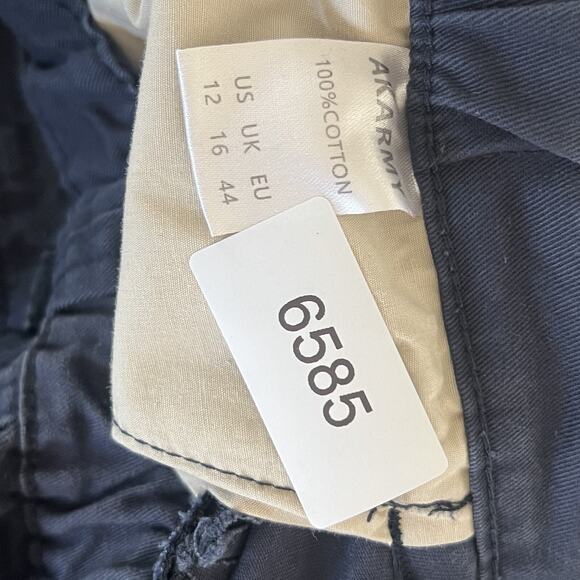 AKARMY
100%COTTON
US UK EU
12 16 44
6585